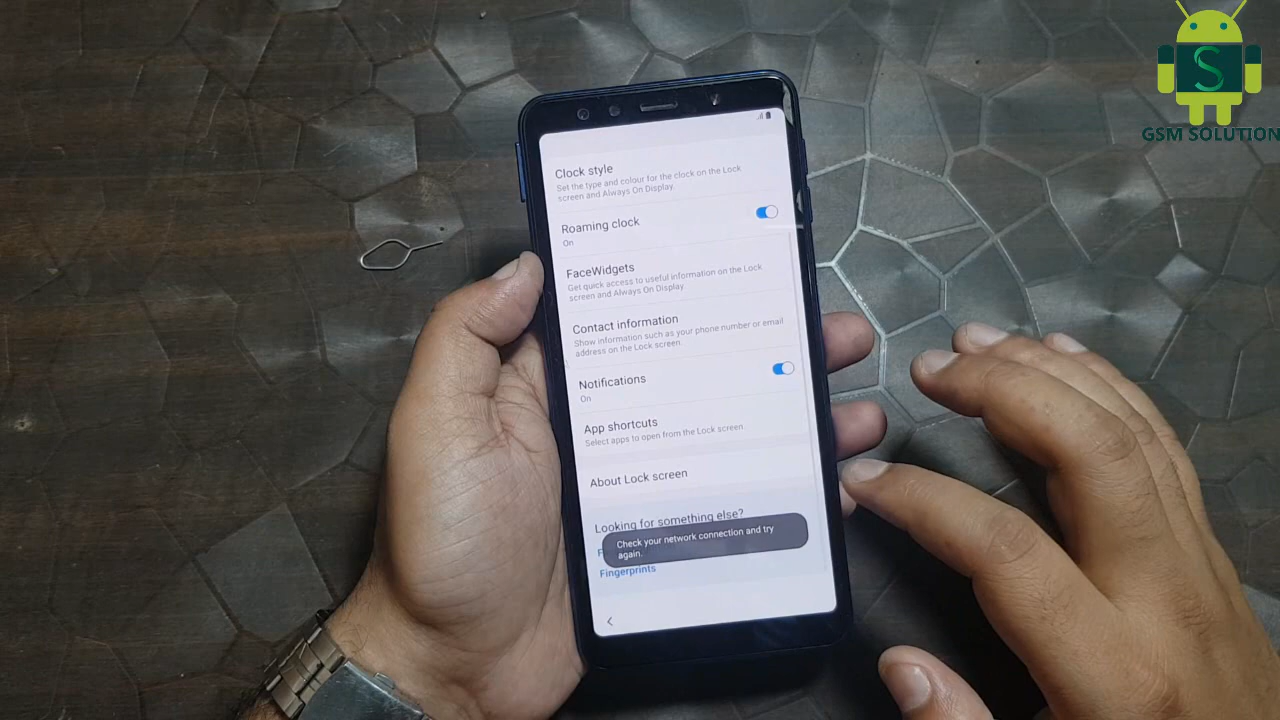 GSM SOLUTION
Clock style
Set the type and colour for the clock on the Lock
screen and Always On Display.
Roaming clock
On
FaceWidgets
Get quick access to useful information on the Lock
screen and Always On Display.
Contact information
Show information such as your phone number or email
address on the Lock screen.
Notifications
On
App shortcuts
Select apps to open from the Lock screen.
About Lock screen
Looking for something else?
Check your network connection and try
again.
Fingerprints